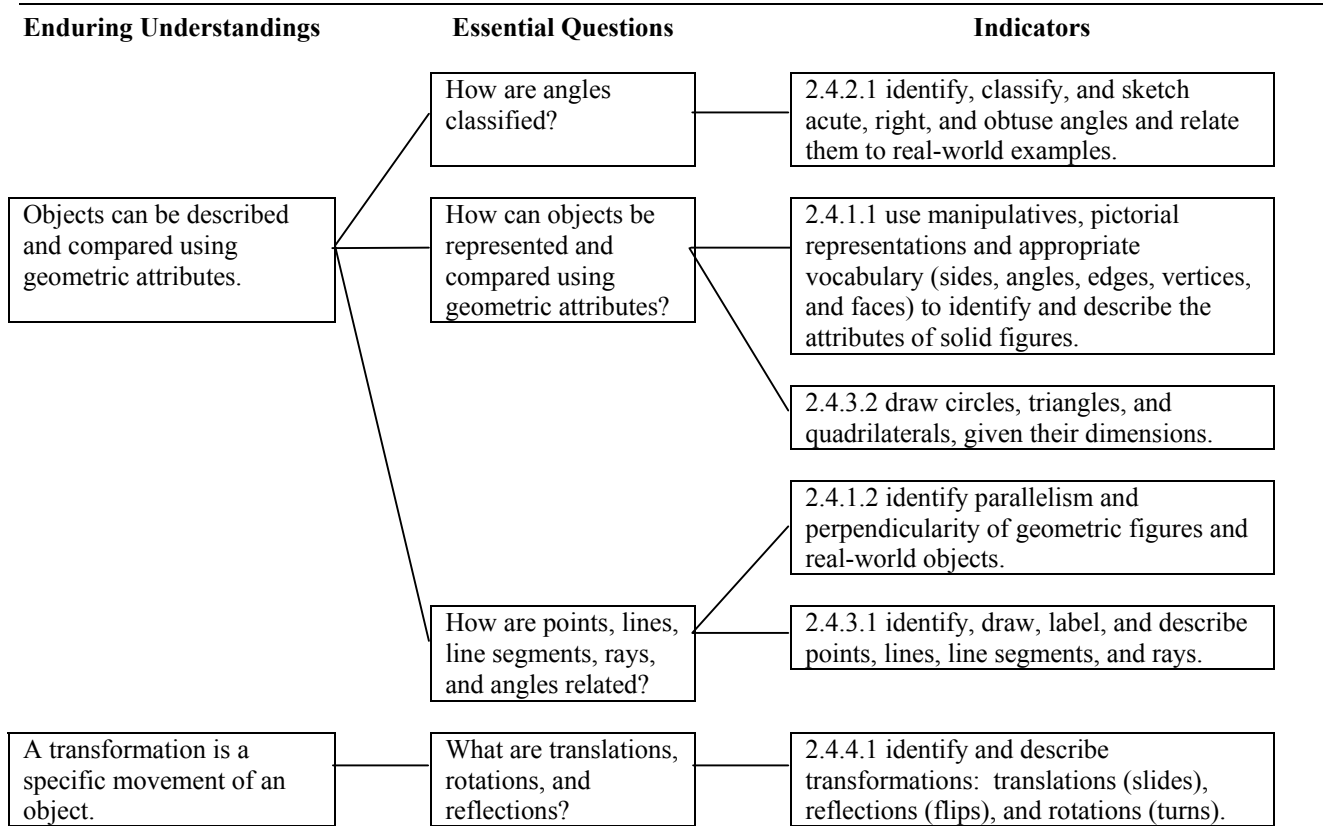 Enduring Understandings
Essential Questions
Indicators
How are angles
classified?
2.4.2.1 identify, classify, and sketch
acute, right, and obtuse angles and relate
them to real-world examples.
Objects can be described
and compared using
geometric attributes.
How can objects be
represented and
compared using
geometric attributes?
2.4.1.1 use manipulatives, pictorial
representations and appropriate
vocabulary (sides, angles, edges, vertices,
and faces) to identify and describe the
attributes of solid figures.
2.4.3.2 draw circles, triangles, and
quadrilaterals, given their dimensions.
2.4.1.2 identify parallelism and
perpendicularity of geometric figures and
real-world objects.
How are points, lines,
line segments, rays,
and angles related?
2.4.3.1 identify, draw, label, and describe
points, lines, line segments, and rays.
A transformation is a
specific movement of an
object.
What are translations,
rotations, and
reflections?
2.4.4.1 identify and describe
transformations:  translations (slides),
reflections (flips), and rotations (turns).